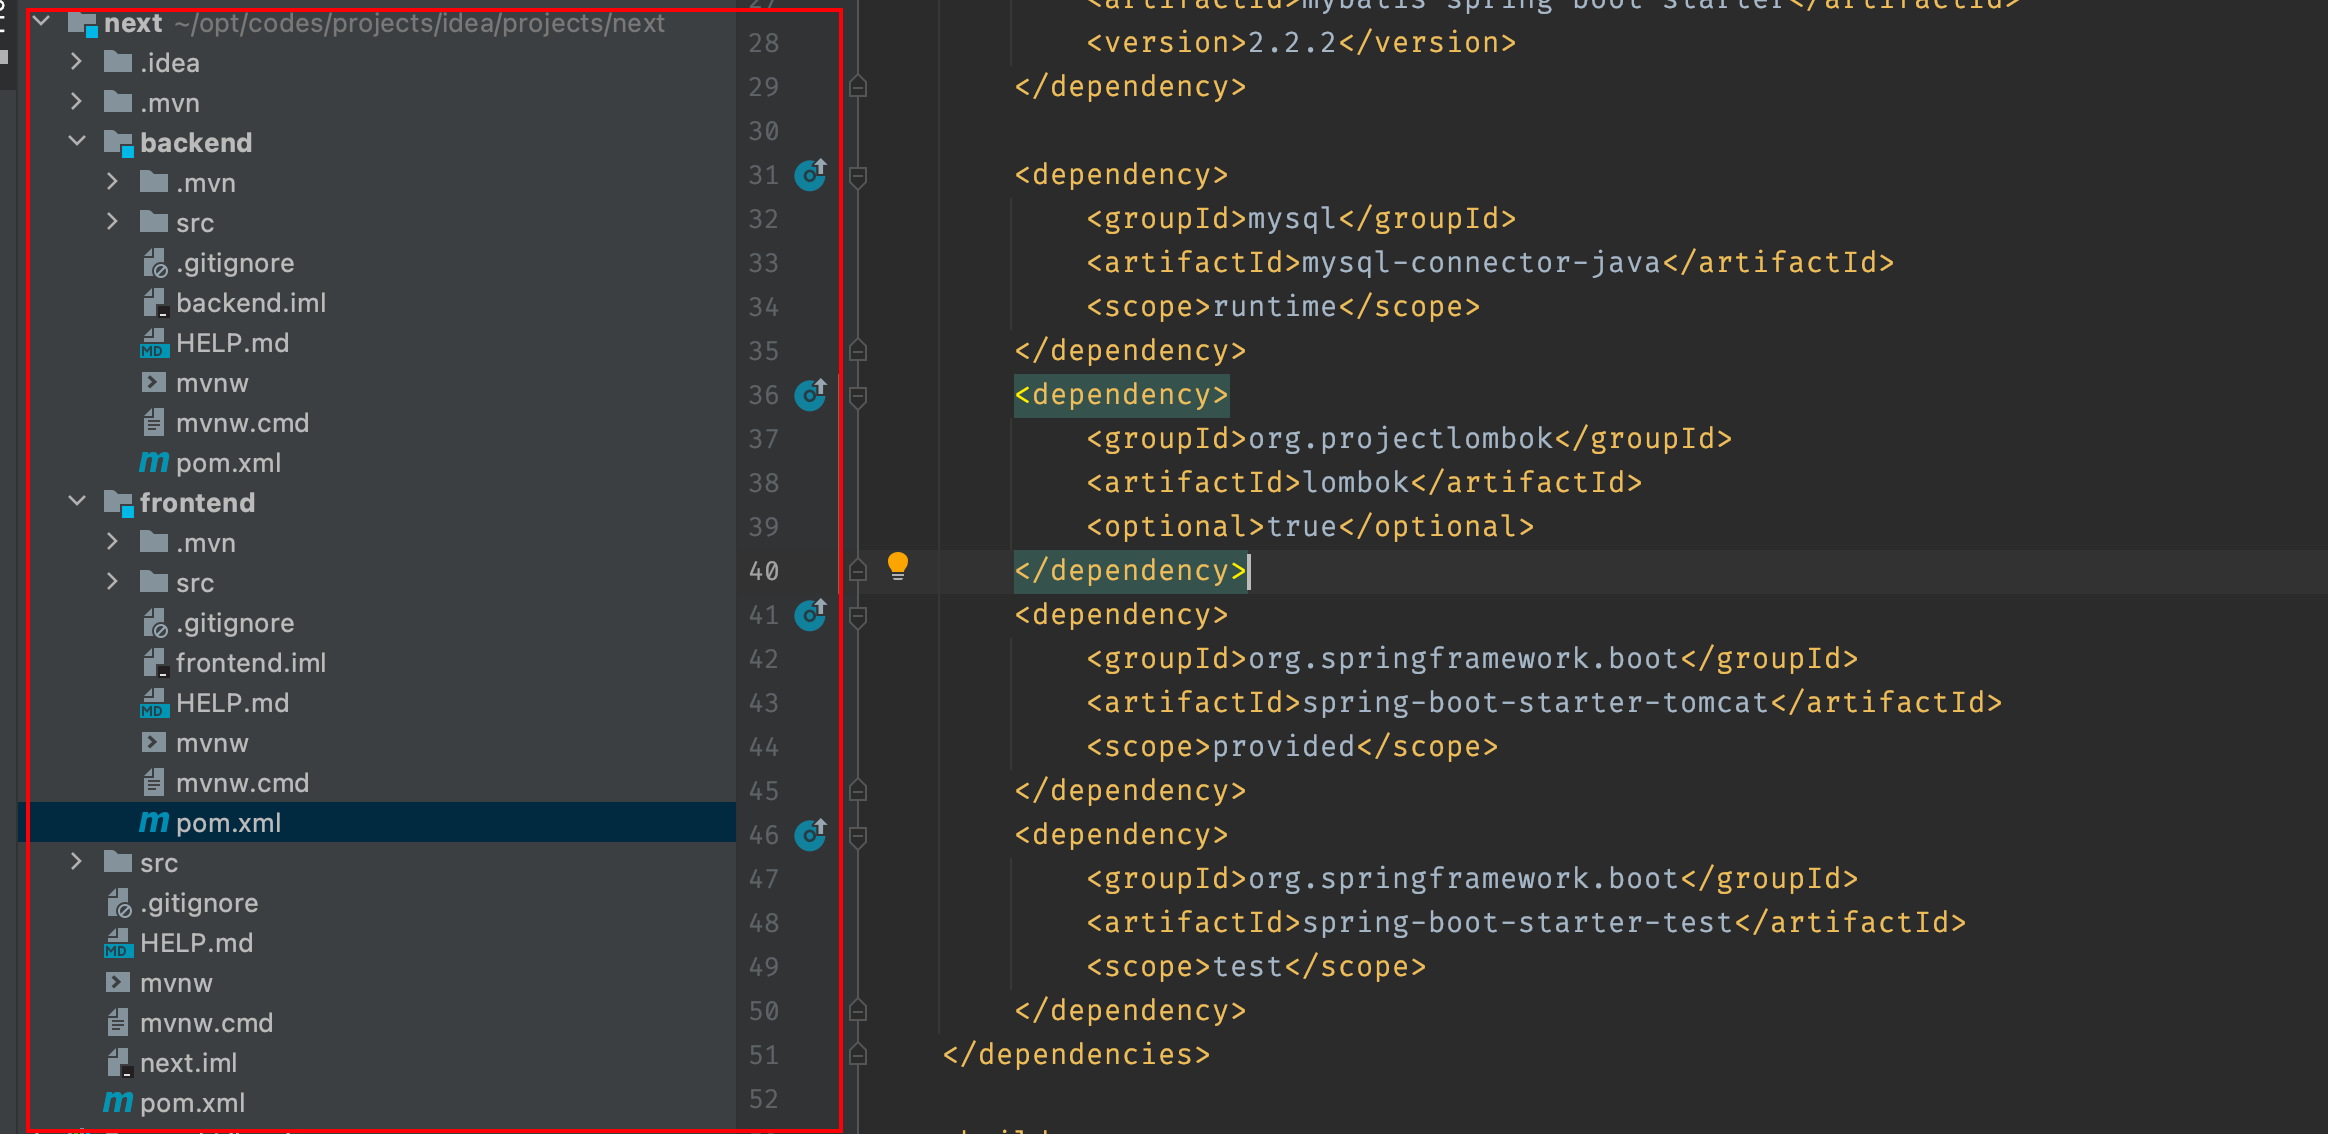 next ~/opt/codes/projects/idea/projects/next
.idea
.mvn
backend
.mvn
src
.gitignore
backend.iml
HELP.md
mvnw
mvnw.cmd
pom.xml
frontend
.mvn
src
.gitignore
frontend.iml
HELP.md
mvnw
mvnw.cmd
pom.xml
src
.gitignore
HELP.md
mvnw
mvnw.cmd
next.iml
pom.xml
27 <artifactId>mybatis-spring-boot-starter</artifactId>
28 <version>2.2.2</version>
29 </dependency>
30
31 <dependency>
32 <groupId>mysql</groupId>
33 <artifactId>mysql-connector-java</artifactId>
34 <scope>runtime</scope>
35 </dependency>
36 <dependency>
37 <groupId>org.projectlombok</groupId>
38 <artifactId>lombok</artifactId>
39 <optional>true</optional>
40 </dependency>
41 <dependency>
42 <groupId>org.springframework.boot</groupId>
43 <artifactId>spring-boot-starter-tomcat</artifactId>
44 <scope>provided</scope>
45 </dependency>
46 <dependency>
47 <groupId>org.springframework.boot</groupId>
48 <artifactId>spring-boot-starter-test</artifactId>
49 <scope>test</scope>
50 </dependency>
51 </dependencies>
52